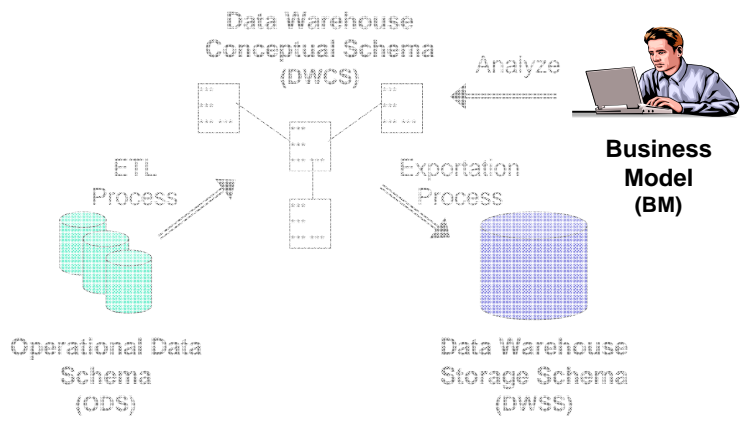 Data Warehouse
Conceptual Schema
(DWCS)
Analyze
Business
Model
(BM)
ETL
Process
Exportation
Process
Operational Data
Schema
(ODS)
Data Warehouse
Storage Schema
(DWSS)